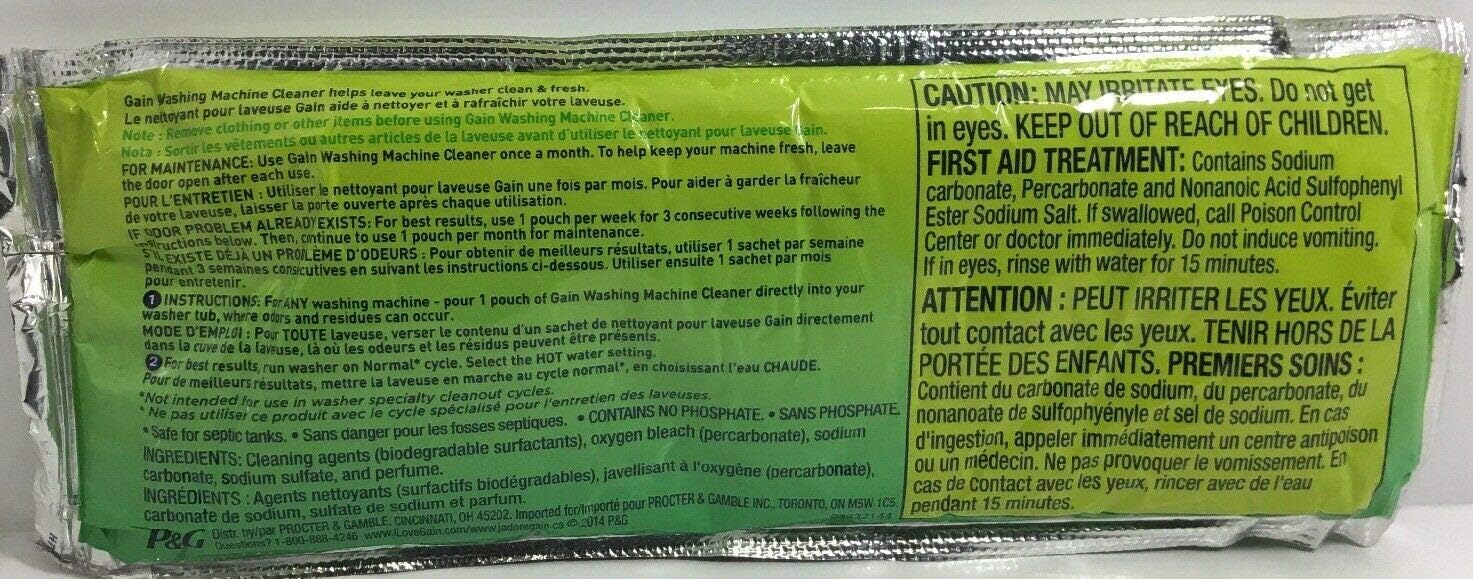 Gain Washing Machine Cleaner helps leave your washer clean & fresh.
Le nettoyant pour laveuse Gain aide à nettoyer et à rafraîchir votre laveuse.
Note : Remove clothing or other items before using Gain Washing Machine Cleaner.
Nota : Sortir les vêtements ou autres articles de la laveuse avant d'utiliser le nettoyant pour laveuse Gain.
FOR MAINTENANCE: Use Gain Washing Machine Cleaner once a month. To help keep your machine fresh, leave
the door open after each use.
POUR L'ENTRETIEN : Utiliser le nettoyant pour laveuse Gain une fois par mois. Pour aider à garder la fraîcheur
de votre laveuse, laisser la porte ouverte après chaque utilisation.
IF ODOR PROBLEM ALREADY EXISTS: For best results, use 1 pouch per week for 3 consecutive weeks following the
instructions below. Then, continue to use 1 pouch per month for maintenance.
S'IL EXISTE DÉJÀ UN PROBLÈME D'ODEURS : Pour obtenir de meilleurs résultats, utiliser 1 sachet par semaine
pendant 3 semaines consécutives en suivant les instructions ci-dessous. Utiliser ensuite 1 sachet par mois
pour entretenir.
1 INSTRUCTIONS: For ANY washing machine - pour 1 pouch of Gain Washing Machine Cleaner directly into your
washer tub, where odors and residues can occur.
MODE D'EMPLOI : Pour TOUTE laveuse, verser le contenu d'un sachet de nettoyant pour laveuse Gain directement
dans la cuve de la laveuse, là où les odeurs et les résidus peuvent être présents.
2 For best results, run washer on Normal* cycle. Select the HOT water setting.
Pour de meilleurs résultats, mettre la laveuse en marche au cycle normal*, en choisissant l'eau CHAUDE.
*Not intended for use in washer specialty cleanout cycles.
* Ne pas utiliser ce produit avec le cycle spécialisé pour l'entretien des laveuses.
• Safe for septic tanks. • Sans danger pour les fosses septiques. • CONTAINS NO PHOSPHATE. • SANS PHOSPHATE.
INGREDIENTS: Cleaning agents (biodegradable surfactants), oxygen bleach (percarbonate), sodium
carbonate, sodium sulfate, and perfume.
INGRÉDIENTS : Agents nettoyants (surfactifs biodégradables), javellisant à l'oxygène (percarbonate),
carbonate de sodium, sulfate de sodium et parfum.
P&G Distr. by/par PROCTER & GAMBLE, CINCINNATI, OH 45202. Imported for/Importé pour PROCTER & GAMBLE INC., TORONTO, ON M5W 1C5.
Questions? 1-800-888-4246 www.iLoveGain.com/www.jadoregain.ca © 2014 P&G
CAUTION: MAY IRRITATE EYES. Do not get
in eyes. KEEP OUT OF REACH OF CHILDREN.
FIRST AID TREATMENT: Contains Sodium
carbonate, Percarbonate and Nonanoic Acid Sulfophenyl
Ester Sodium Salt. If swallowed, call Poison Control
Center or doctor immediately. Do not induce vomiting.
If in eyes, rinse with water for 15 minutes.
ATTENTION : PEUT IRRITER LES YEUX. Éviter
tout contact avec les yeux. TENIR HORS DE LA
PORTÉE DES ENFANTS. PREMIERS SOINS :
Contient du carbonate de sodium, du percarbonate, du
nonanoate de sulfophényle et sel de sodium. En cas
d'ingestion, appeler immédiatement un centre antipoison
ou un médecin. Ne pas provoquer le vomissement. En
cas de contact avec les yeux, rincer avec de l'eau
pendant 15 minutes.